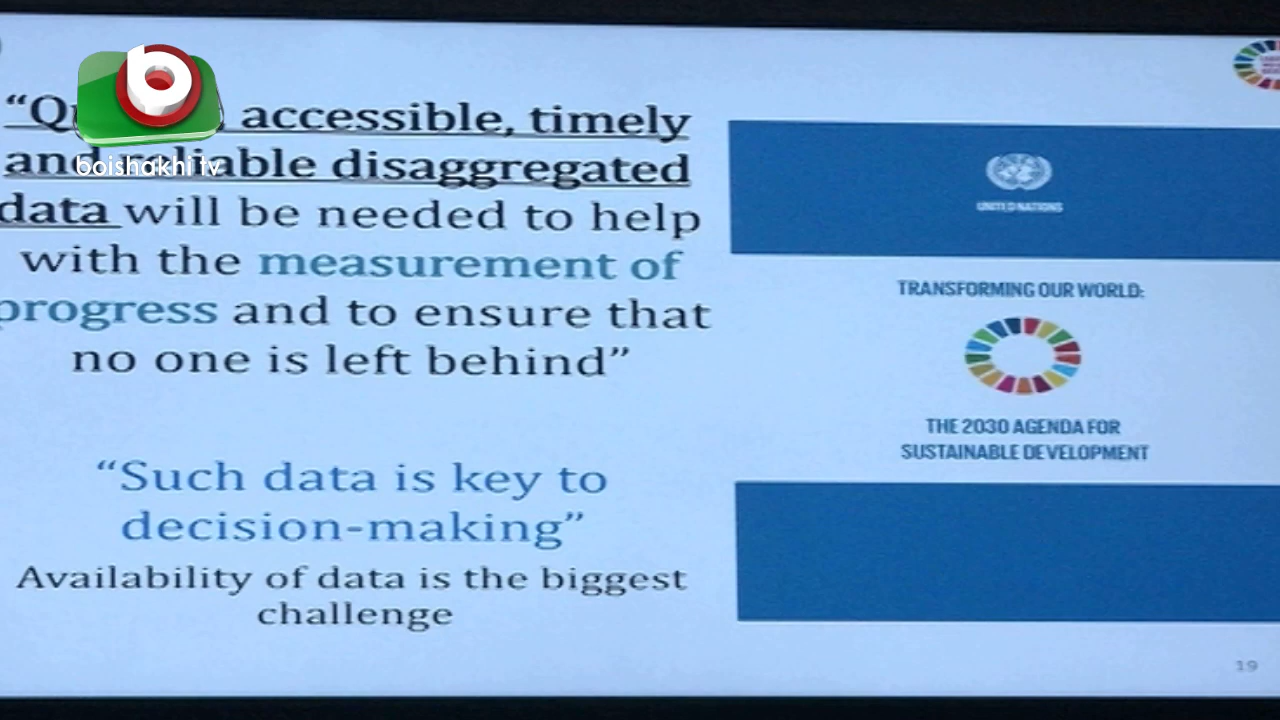 boishakhi tv
accessible, timely
and reliable disaggregated
data will be needed to help
with the measurement of
progress and to ensure that
no one is left behind”
“Such data is key to
decision-making”
Availability of data is the biggest
challenge
UNITED NATIONS
TRANSFORMING OUR WORLD:
THE 2030 AGENDA FOR
SUSTAINABLE DEVELOPMENT
19